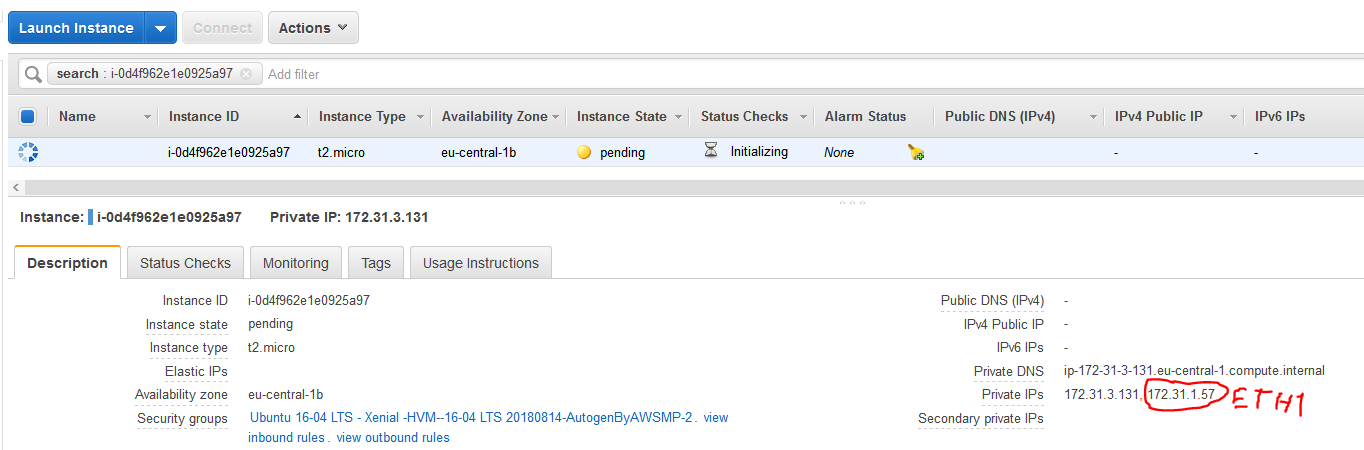 Launch Instance Connect Actions
search : i-0d4f962e1e0925a97 Add filter
Name Instance ID Instance Type Availability Zone Instance State Status Checks Alarm Status Public DNS (IPv4) IPv4 Public IP IPv6 IPs
i-0d4f962e1e0925a97 t2.micro eu-central-1b pending Initializing None - -
Instance: i-0d4f962e1e0925a97 Private IP: 172.31.3.131
Description Status Checks Monitoring Tags Usage Instructions
Instance ID i-0d4f962e1e0925a97 Public DNS (IPv4) -
Instance state pending IPv4 Public IP -
Instance type t2.micro IPv6 IPs -
Elastic IPs Private DNS ip-172-31-3-131.eu-central-1.compute.internal
Availability zone eu-central-1b Private IPs 172.31.3.131, 172.31.1.57 ETH1
Security groups Ubuntu 16-04 LTS - Xenial -HVM--16-04 LTS 20180814-AutogenByAWSMP-2. view Secondary private IPs
inbound rules. view outbound rules